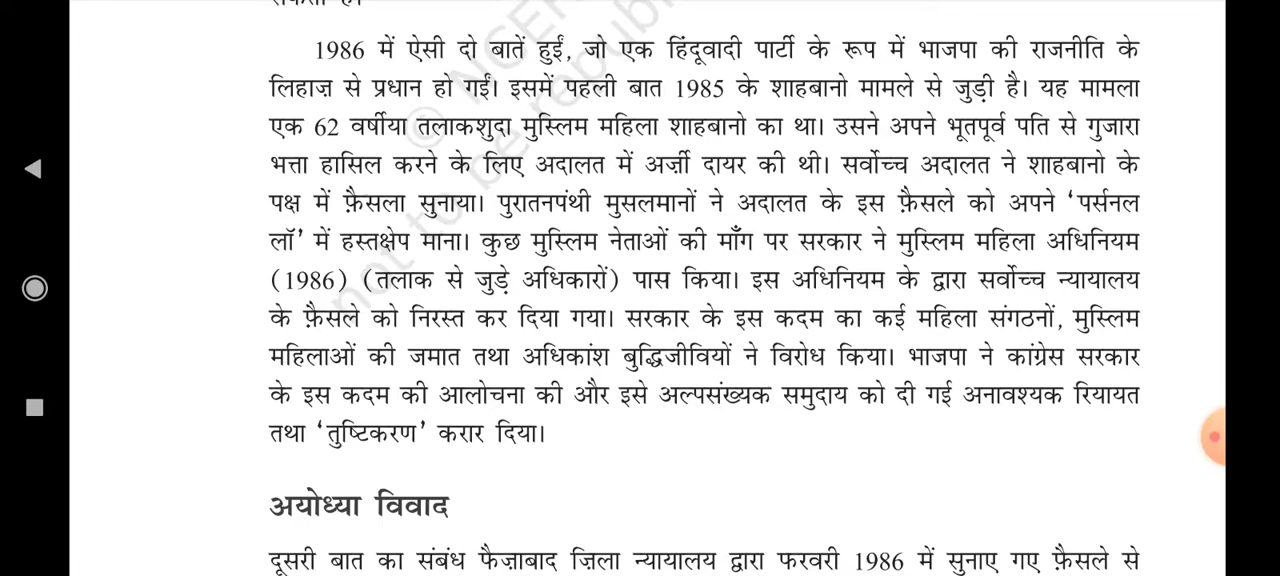 1986 में ऐसी दो बातें हुईं, जो एक हिंदूवादी पार्टी के रूप में भाजपा की राजनीति के
लिहाज़ से प्रधान हो गईं। इसमें पहली बात 1985 के शाहबानो मामले से जुड़ी है। यह मामला
एक 62 वर्षीया तलाकशुदा मुस्लिम महिला शाहबानो का था। उसने अपने भूतपूर्व पति से गुजारा
भत्ता हासिल करने के लिए अदालत में अर्ज़ी दायर की थी। सर्वोच्च अदालत ने शाहबानो के
पक्ष में फ़ैसला सुनाया। पुरातनपंथी मुसलमानों ने अदालत के इस फ़ैसले को अपने ‘पर्सनल
लॉ’ में हस्तक्षेप माना। कुछ मुस्लिम नेताओं की माँग पर सरकार ने मुस्लिम महिला अधिनियम
(1986) (तलाक से जुड़े अधिकारों) पास किया। इस अधिनियम के द्वारा सर्वोच्च न्यायालय
के फ़ैसले को निरस्त कर दिया गया। सरकार के इस कदम का कई महिला संगठनों, मुस्लिम
महिलाओं की जमात तथा अधिकांश बुद्धिजीवियों ने विरोध किया। भाजपा ने कांग्रेस सरकार
के इस कदम की आलोचना की और इसे अल्पसंख्यक समुदाय को दी गई अनावश्यक रियायत
तथा ‘तुष्टिकरण’ करार दिया।
अयोध्या विवाद
दूसरी बात का संबंध फैज़ाबाद ज़िला न्यायालय द्वारा फरवरी 1986 में सुनाए गए फ़ैसले से